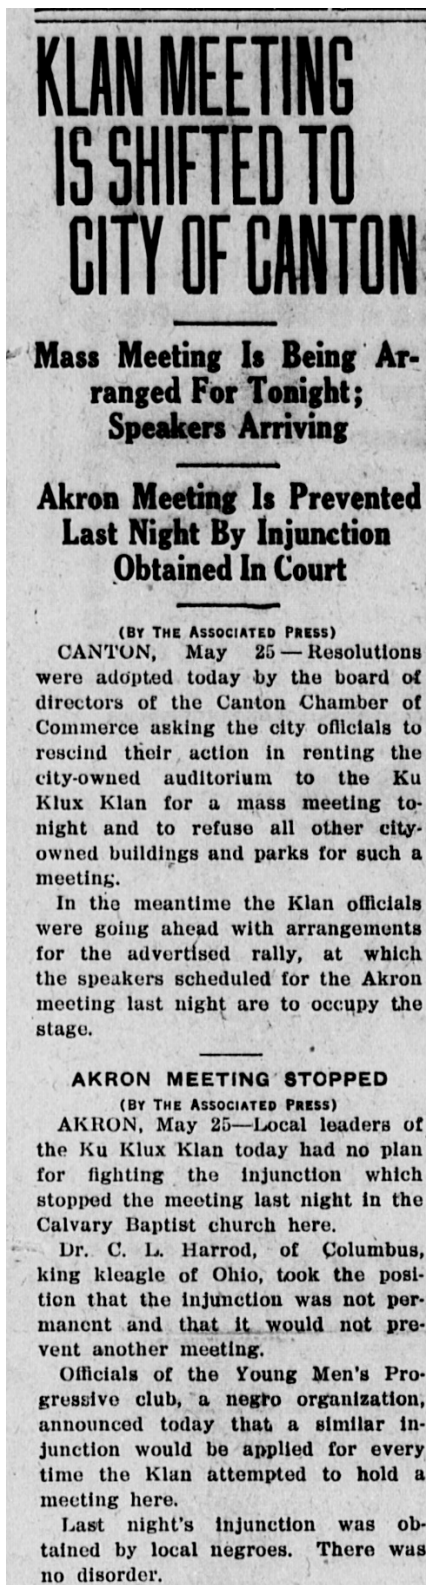 KLAN MEETING
IS SHIFTED TO
CITY OF CANTON
Mass Meeting Is Being Ar-
ranged For Tonight;
Speakers Arriving
Akron Meeting Is Prevented
Last Night By Injunction
Obtained In Court
(BY THE ASSOCIATED PRESS)
CANTON, May 25—Resolutions
were adopted today by the board of
directors of the Canton Chamber of
Commerce asking the city officials to
rescind their action in renting the
city-owned auditorium to the Ku
Klux Klan for a mass meeting to-
night and to refuse all other city-
owned buildings and parks for such a
meeting.
In the meantime the Klan officials
were going ahead with arrangements
for the advertised rally, at which
the speakers scheduled for the Akron
meeting last night are to occupy the
stage.
AKRON MEETING STOPPED
(BY THE ASSOCIATED PRESS)
AKRON, May 25—Local leaders of
the Ku Klux Klan today had no plan
for fighting the injunction which
stopped the meeting last night in the
Calvary Baptist church here.
Dr. C. L. Harrod, of Columbus,
king kleagle of Ohio, took the posi-
tion that the injunction was not per-
manent and that it would not pre-
vent another meeting.
Officials of the Young Men's Pro-
gressive club, a negro organization,
announced today that a similar in-
junction would be applied for every
time the Klan attempted to hold a
meeting here.
Last night's injunction was ob-
tained by local negroes. There was
no disorder.